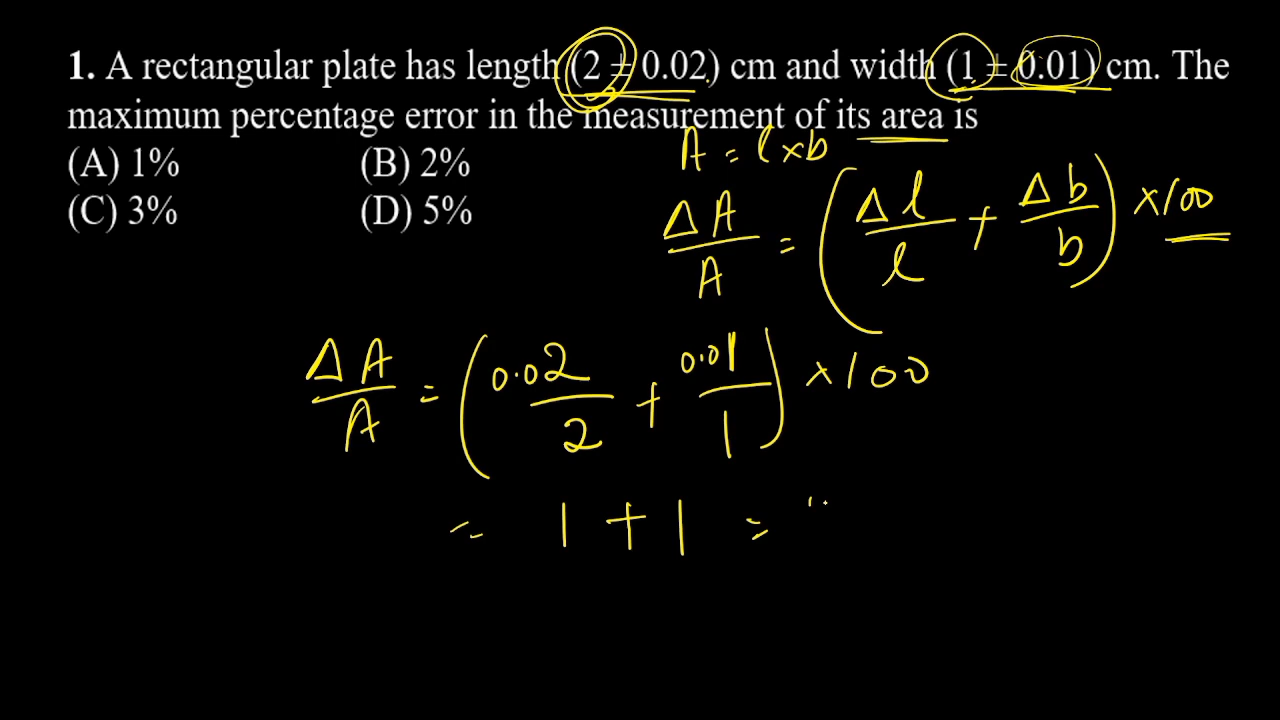 1. A rectangular plate has length (2 ± 0.02) cm and width (1 ± 0.01) cm. The
maximum percentage error in the measurement of its area is
A = l × b
(A) 1% (B) 2%
(C) 3% (D) 5%
ΔA/A = (Δl/l + Δb/b) × 100
ΔA/A = (0.02/2 + 0.01/1) × 100
= 1 + 1 =